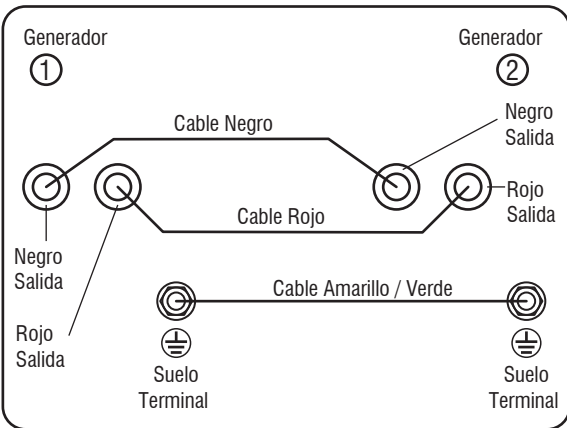 Generador
1
Generador
2
Cable Negro
Negro
Salida
Rojo
Salida
Cable Rojo
Negro
Salida
Cable Amarillo / Verde
Rojo
Salida
Suelo
Terminal
Suelo
Terminal